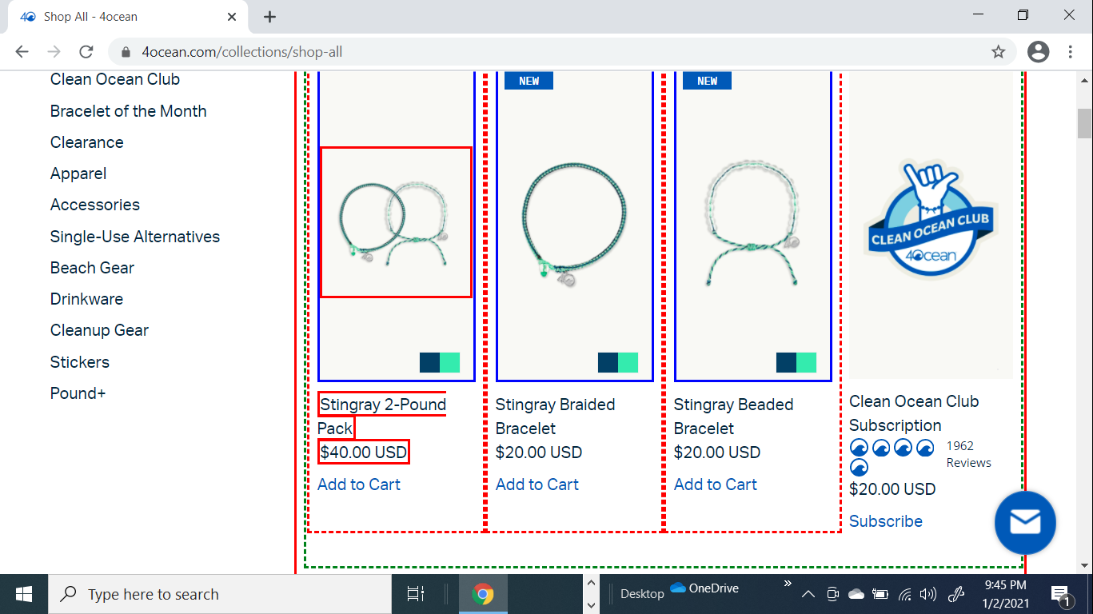 Shop All - 4ocean
4ocean.com/collections/shop-all
Clean Ocean Club
Bracelet of the Month
Clearance
Apparel
Accessories
Single-Use Alternatives
Beach Gear
Drinkware
Cleanup Gear
Stickers
Pound+
Stingray 2-Pound
Pack
$40.00 USD
Add to Cart
NEW
Stingray Braided
Bracelet
$20.00 USD
Add to Cart
NEW
Stingray Beaded
Bracelet
$20.00 USD
Add to Cart
CLEAN OCEAN CLUB
4ocean
Clean Ocean Club
Subscription
1962
Reviews
$20.00 USD
Subscribe
Type here to search
Desktop
OneDrive
9:45 PM
1/2/2021
1